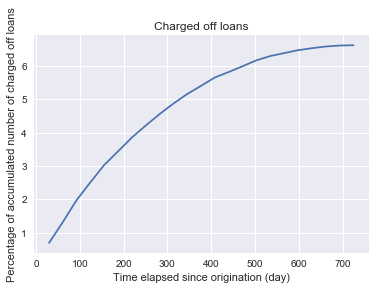 Charged off loans
Percentage of accumulated number of charged off loans
6
5
4
3
2
1
0 100 200 300 400 500 600 700
Time elapsed since origination (day)